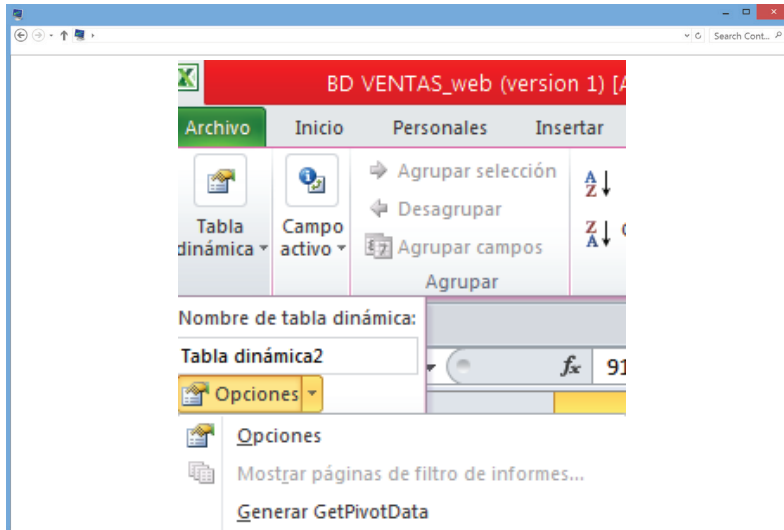 Search Cont...
BD VENTAS_web (version 1) [A
Archivo Inicio Personales Insertar
Tabla dinámica
Campo activo
Agrupar selección
Desagrupar
Agrupar campos
Agrupar
Nombre de tabla dinámica:
Tabla dinámica2
fx 91
Opciones
Opciones
Mostrar páginas de filtro de informes...
Generar GetPivotData